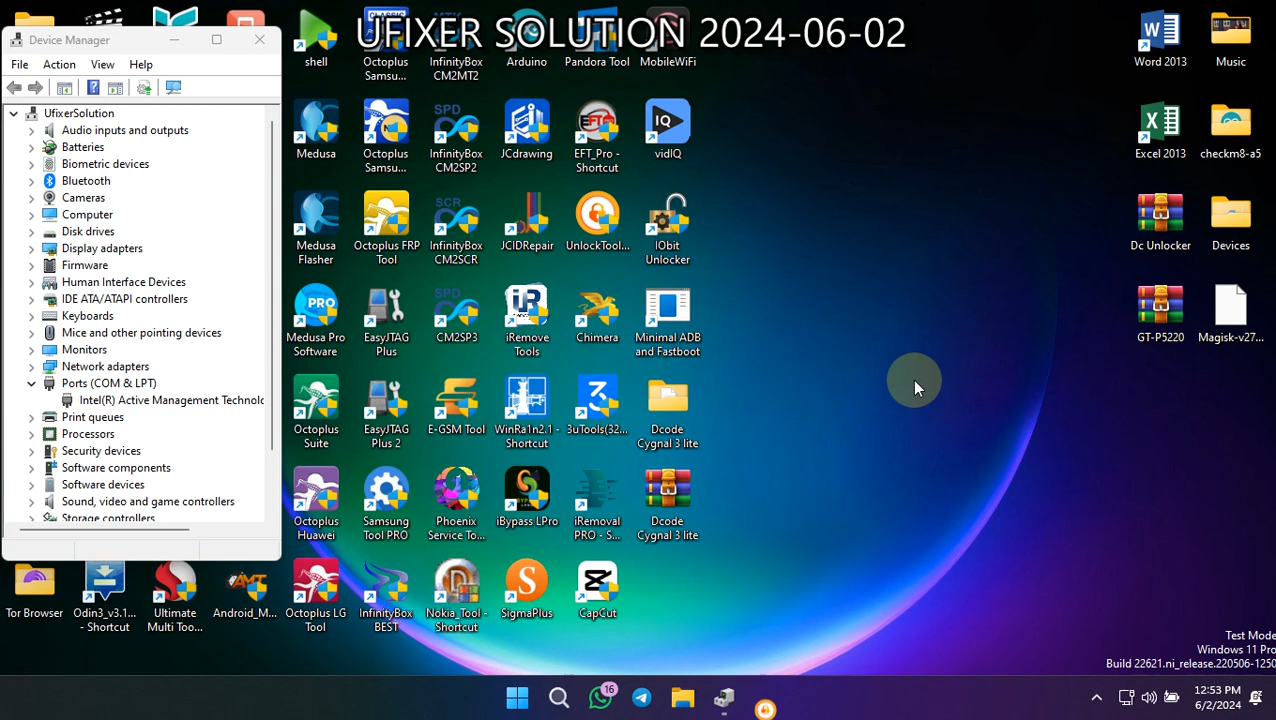 UFIXER SOLUTION 2024-06-02
Device Manager
File Action View Help
UfixerSolution
Audio inputs and outputs
Batteries
Biometric devices
Bluetooth
Cameras
Computer
Disk drives
Display adapters
Firmware
Human Interface Devices
IDE ATA/ATAPI controllers
Keyboards
Mice and other pointing devices
Monitors
Network adapters
Ports (COM & LPT)
Intel(R) Active Management Technolo
Print queues
Processors
Security devices
Software components
Software devices
Sound, video and game controllers
Storage controllers
shell
Octoplus
Samsu...
InfinityBox
CM2MT2
Arduino
Pandora Tool
MobileWiFi
Word 2013
Music
Medusa
Octoplus
Samsu...
SPD
InfinityBox
CM2SP2
JCdrawing
EFT
EFT_Pro -
Shortcut
IQ
vidIQ
Excel 2013
checkm8-a5
Medusa
Flasher
Octoplus FRP
Tool
SCR
InfinityBox
CM2SCR
JCIDRepair
UnlockTool...
IObit
Unlocker
Dc Unlocker
Devices
PRO
Medusa Pro
Software
EasyJTAG
Plus
SPD
CM2SP3
iR
iRemove
Tools
Chimera
Minimal ADB
and Fastboot
GT-P5220
Magisk-v27...
Octoplus
Suite
EasyJTAG
Plus 2
E-GSM Tool
WinRa1n2.1 -
Shortcut
3uTools(32...
Dcode
Cygnal 3 lite
Octoplus
Huawei
Samsung
Tool PRO
Phoenix
Service To...
iBypass LPro
iRemoval
PRO - S...
Dcode
Cygnal 3 lite
Tor Browser
Odin3_v3.1...
- Shortcut
Ultimate
Multi Too...
Android_M...
Octoplus LG
Tool
InfinityBox
BEST
Nokia_Tool -
Shortcut
SigmaPlus
CapCut
Test Mode
Windows 11 Pro
Build 22621.ni_release.220506-1250
16
12:53 PM
6/2/2024